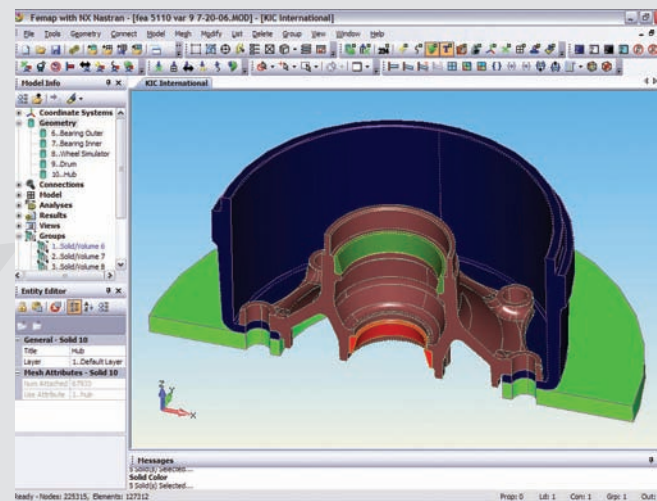 Femap with NX Nastran - [fea 5110 var 9 7-20-06.MOD] - [KIC International]
File Tools Geometry Connect Model Mesh Modify List Delete Group View Window Help
Model Info
KIC International
Coordinate Systems
Geometry
6..Bearing Outer
7..Bearing Inner
8..Wheel Simulator
9..Drum
10..Hub
Connections
Model
Analyses
Results
Views
Groups
1..Solid/Volume 6
2..Solid/Volume 7
3..Solid/Volume 8
Entity Editor
General - Solid 10
Title Hub
Layer 1..Default Layer
Mesh Attributes - Solid 10
Num Attached 67933
Use Attribute 1..hub
Z
Y
X
Messages
5 Solid(s) Selected...
Solid Color
5 Solid(s) Selected...
Ready - Nodes: 225315, Elements: 127312 Prop: 0 Ld: 1 Con: 1 Grp: 1 Out: